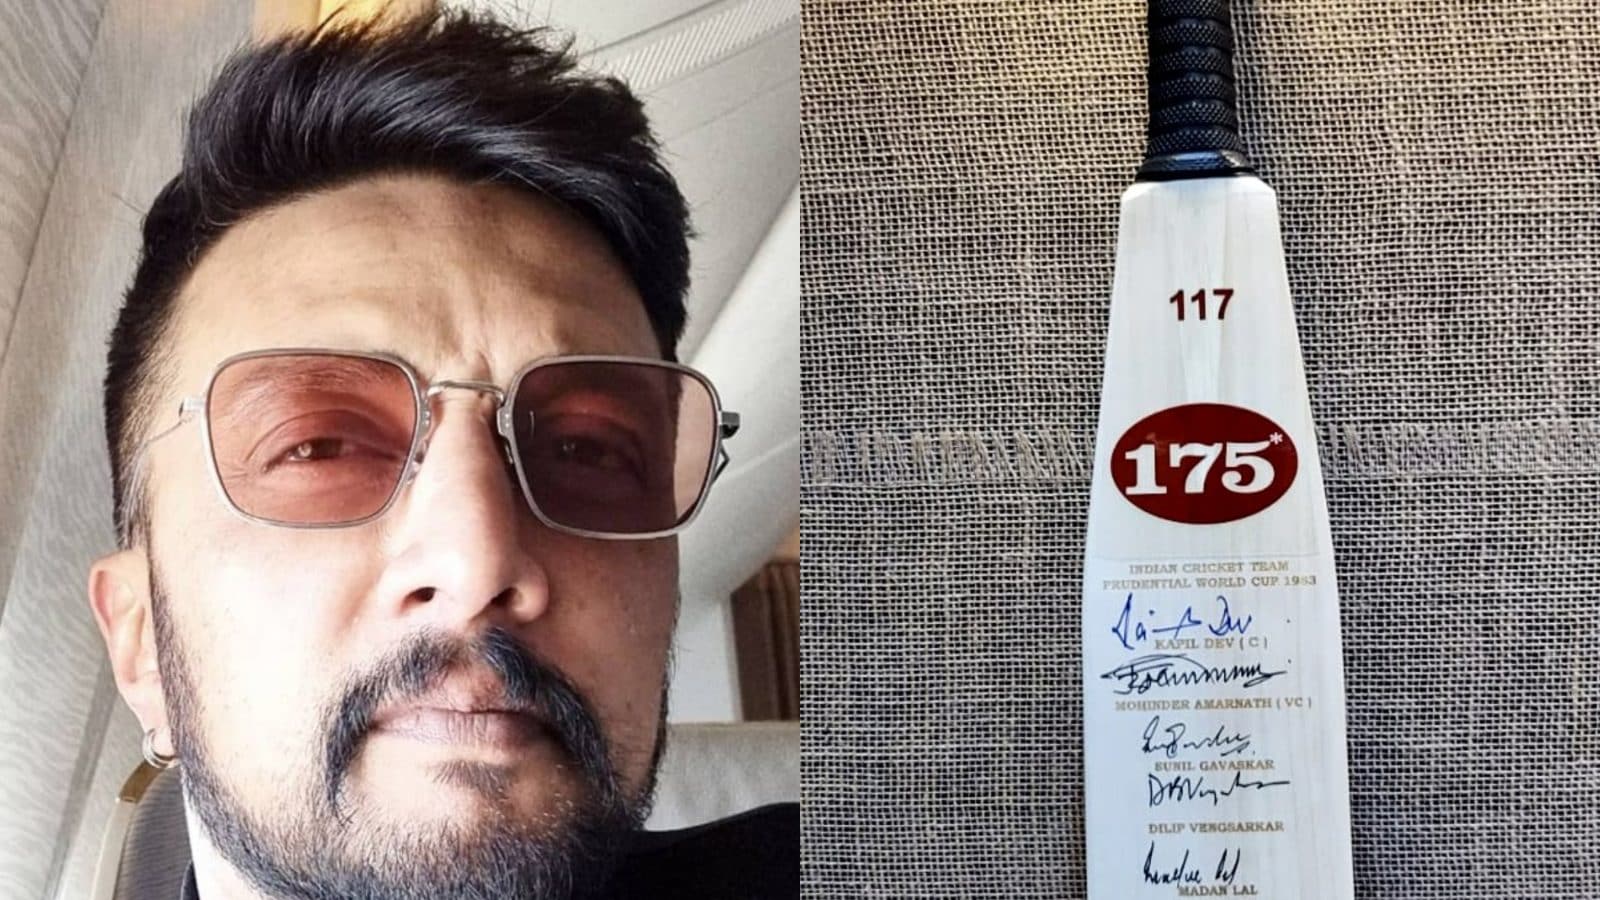 117
175*
INDIAN CRICKET TEAM
PRUDENTIAL WORLD CUP 1983
KAPIL DEV ( C )
MOHINDER AMARNATH ( VC )
SUNIL GAVASKAR
DILIP VENGSARKAR
MADAN LAL